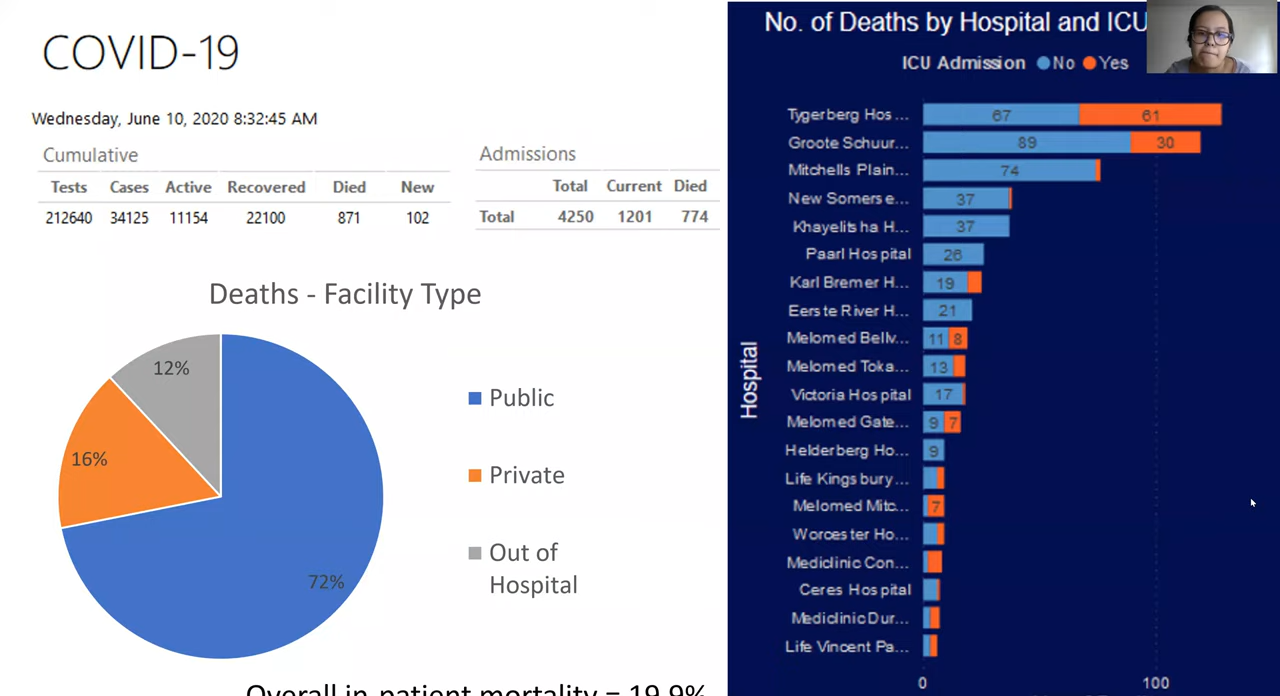 COVID-19
Wednesday, June 10, 2020 8:32:45 AM
Cumulative
Tests Cases Active Recovered Died New
212640 34125 11154 22100 871 102
Admissions
Total Current Died
Total 4250 1201 774
Deaths - Facility Type
12%
16%
72%
Public
Private
Out of
Hospital
Overall in-patient mortality = 19.9%
No. of Deaths by Hospital and ICU
ICU Admission No Yes
Hospital
Tygerberg Hos... 67 61
Groote Schuur... 89 30
Mitchells Plain... 74
New Somerse... 37
Khayelitsha H... 37
Paarl Hospital 26
Karl Bremer H... 19
Eerste River H... 21
Melomed Bellv... 11 8
Melomed Toka... 13
Victoria Hospital 17
Melomed Gate... 9 7
Helderberg Ho... 9
Life Kingsbury...
Melomed Mitc... 7
Worcester Ho...
Mediclinic Con...
Ceres Hospital
Mediclinic Dur...
Life Vincent Pa...
0 100